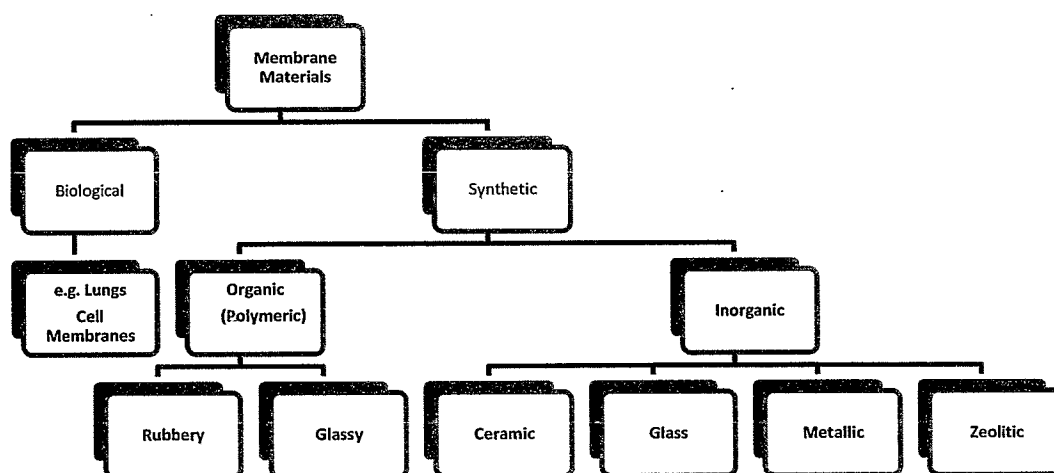 Membrane
Materials
Biological
Synthetic
e.g. Lungs
Cell
Membranes
Organic
(Polymeric)
Inorganic
Rubbery
Glassy
Ceramic
Glass
Metallic
Zeolitic